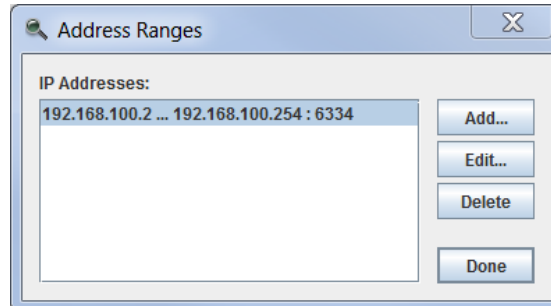 Address Ranges
IP Addresses:
192.168.100.2 ... 192.168.100.254 : 6334
Add...
Edit...
Delete
Done